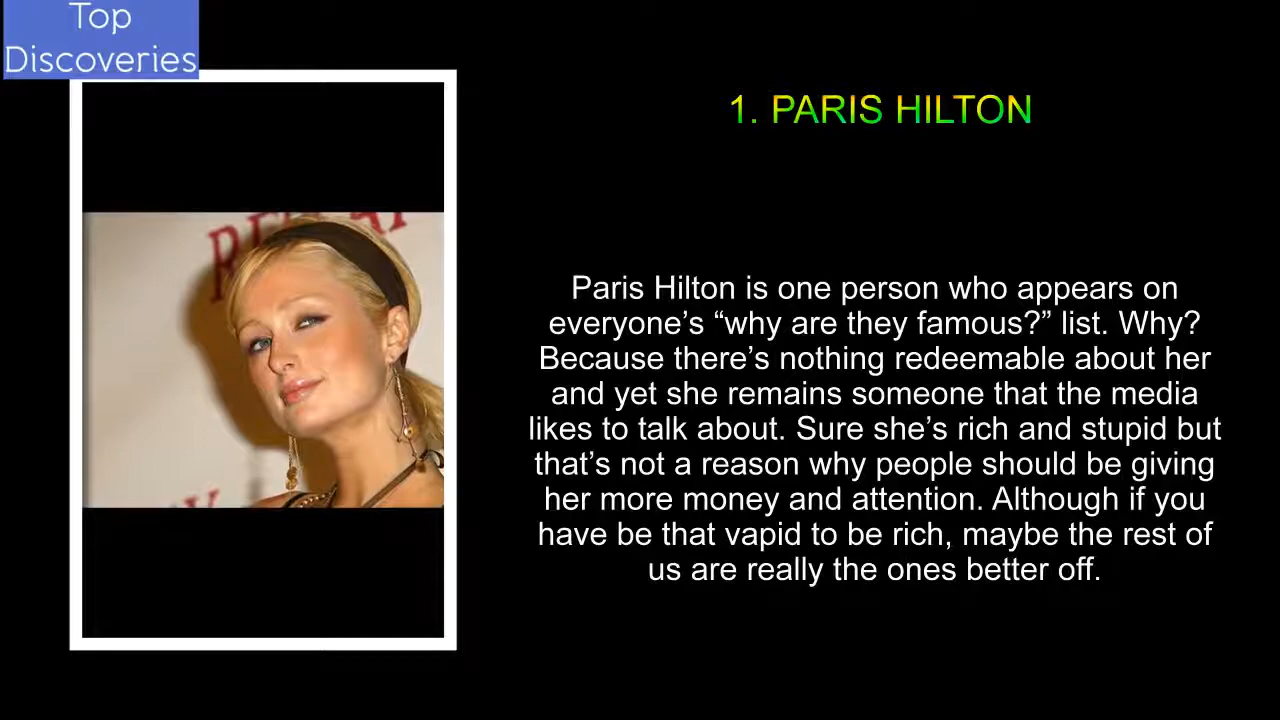 Top
Discoveries
1. PARIS HILTON
Paris Hilton is one person who appears on
everyone’s “why are they famous?” list. Why?
Because there’s nothing redeemable about her
and yet she remains someone that the media
likes to talk about. Sure she’s rich and stupid but
that’s not a reason why people should be giving
her more money and attention. Although if you
have be that vapid to be rich, maybe the rest of
us are really the ones better off.